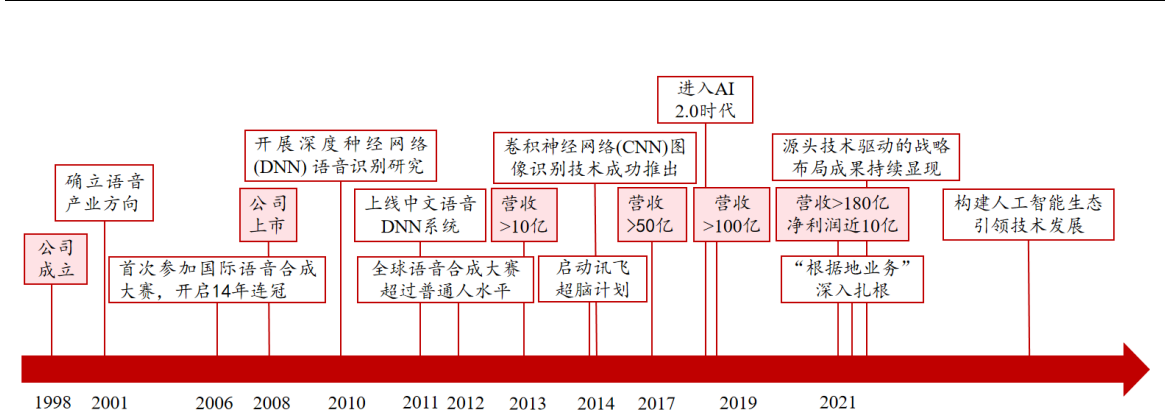 进入AI
2.0时代
开展深度种经网络
(DNN) 语音识别研究
卷积神经网络(CNN)图
像识别技术成功推出
源头技术驱动的战略
布局成果持续显现
确立语音
产业方向
公司
上市
上线中文语音
DNN系统
营收
>10亿
营收
>50亿
营收
>100亿
营收>180亿
净利润近10亿
构建人工智能生态
引领技术发展
公司
成立
首次参加国际语音合成
大赛，开启14年连冠
全球语音合成大赛
超过普通人水平
启动讯飞
超脑计划
“根据地业务”
深入扎根
1998 2001 2006 2008 2010 2011 2012 2013 2014 2017 2019 2021